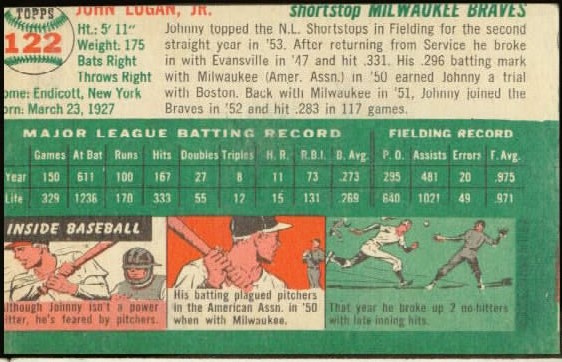 TOPPS
122
JOHN LOGAN, JR.
shortstop MILWAUKEE BRAVES
Ht.: 5' 11"
Weight: 175
Bats Right
Throws Right
ome: Endicott, New York
orn: March 23, 1927
Johnny topped the N.L. Shortstops in Fielding for the second
straight year in '53. After returning from Service he broke
in with Evansville in '47 and hit .331. His .296 batting mark
with Milwaukee (Amer. Assn.) in '50 earned Johnny a trial
with Boston. Back with Milwaukee in '51, Johnny joined the
Braves in '52 and hit .283 in 117 games.
MAJOR LEAGUE BATTING RECORD FIELDING RECORD
Games At Bat Runs Hits Doubles Triples H. R. R.B.I. B. Avg. P. O. Assists Errors F. Avg.
Year 150 611 100 167 27 8 11 73 .273 295 481 20 .975
Life 329 1236 170 333 55 12 15 131 .269 640 1021 49 .971
INSIDE BASEBALL
lthough Johnny isn't a power
itter, he's feared by pitchers.
His batting plagued pitchers
in the American Assn. in '50
when with Milwaukee.
That year he broke up 2 no-hitters
with late inning hits.